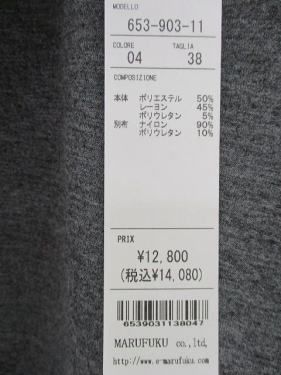 MODELLO
653-903-11
COLORE TAGLIA
04 38
COMPOSIZIONE
本体 ポリエステル 50%
レーヨン 45%
ポリウレタン 5%
別布 ナイロン 90%
ポリウレタン 10%
PRIX
¥12,800
(税込¥14,080)
6539031138047
MARUFUKU co.,ltd,
http://www.e-marufuku.com/